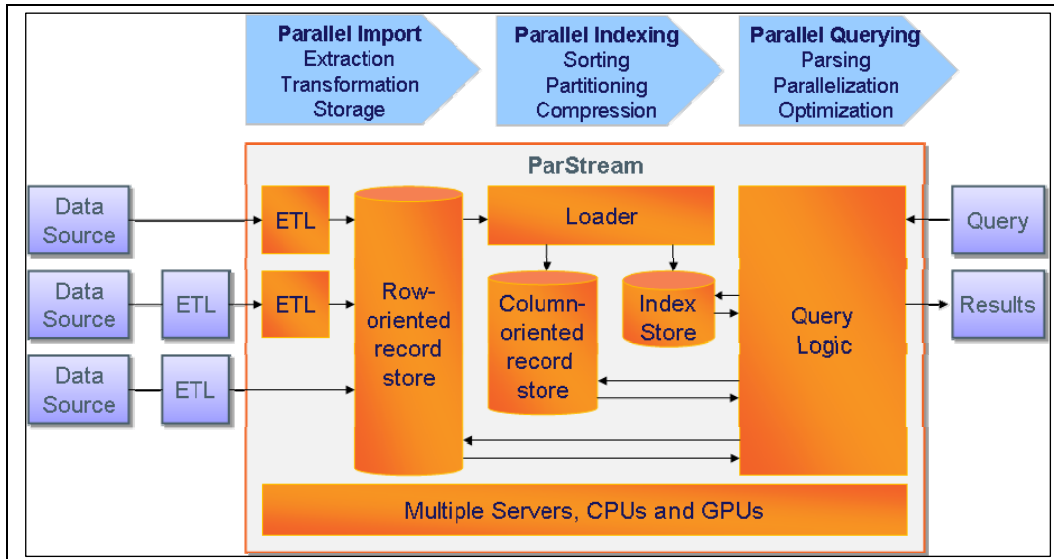 Parallel Import
Extraction
Transformation
Storage
Parallel Indexing
Sorting
Partitioning
Compression
Parallel Querying
Parsing
Parallelization
Optimization
ParStream
Data
Source
ETL
Data
Source
ETL
ETL
Data
Source
ETL
Row-
oriented
record
store
Loader
Column-
oriented
record
store
Index
Store
Query
Logic
Query
Results
Multiple Servers, CPUs and GPUs